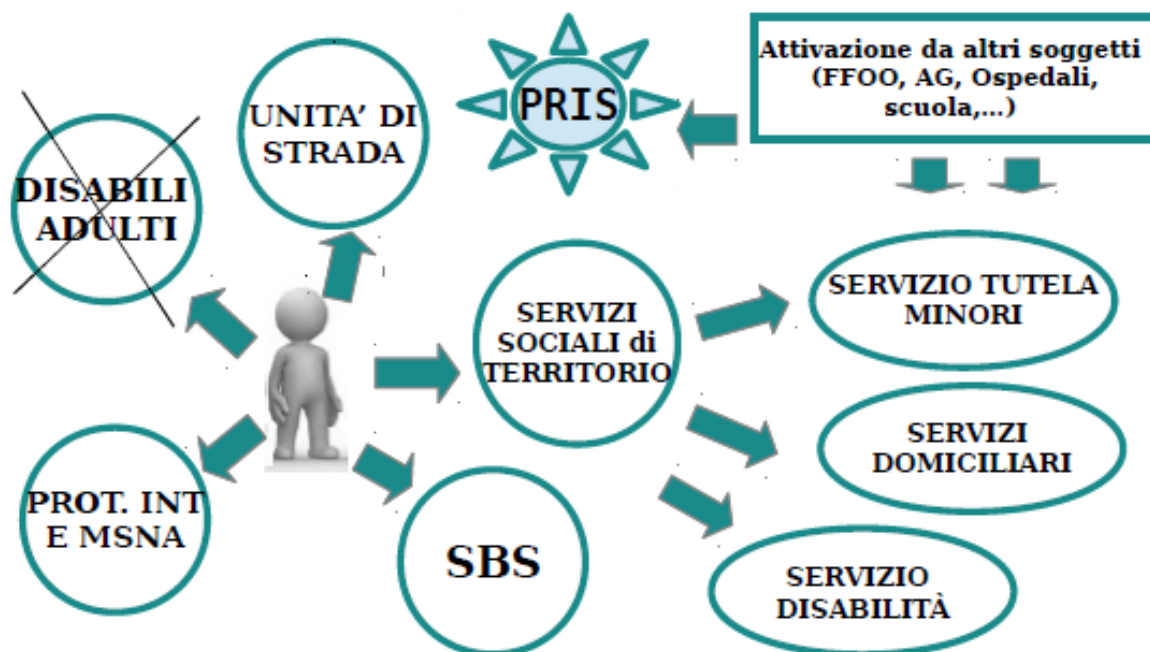 Attivazione da altri soggetti
(FFOO, AG, Ospedali,
scuola,...)
PRIS
UNITA’ DI
STRADA
DISABILI
ADULTI
SERVIZI
SOCIALI di
TERRITORIO
SERVIZIO TUTELA
MINORI
SERVIZI
DOMICILIARI
PROT. INT
E MSNA
SBS
SERVIZIO
DISABILITÀ